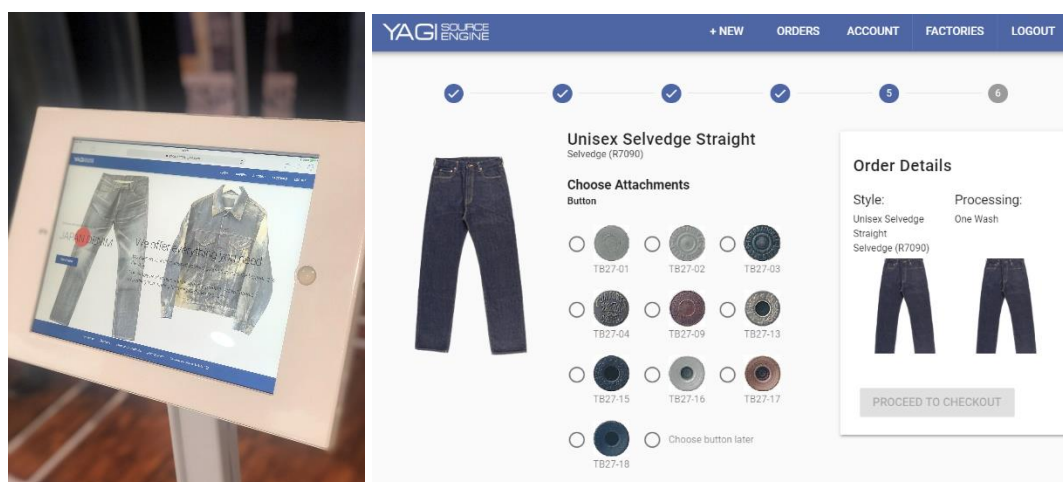 JAPAN DENIM
We offer everything you need
YAGI SOURCE ENGINE
+ NEW
ORDERS
ACCOUNT
FACTORIES
LOGOUT
5
6
Unisex Selvedge Straight
Selvedge (R7090)
Choose Attachments
Button
TB27-01
TB27-02
TB27-03
TB27-04
TB27-09
TB27-13
TB27-15
TB27-16
TB27-17
TB27-18
Choose button later
Order Details
Style:
Unisex Selvedge
Straight
Selvedge (R7090)
Processing:
One Wash
PROCEED TO CHECKOUT